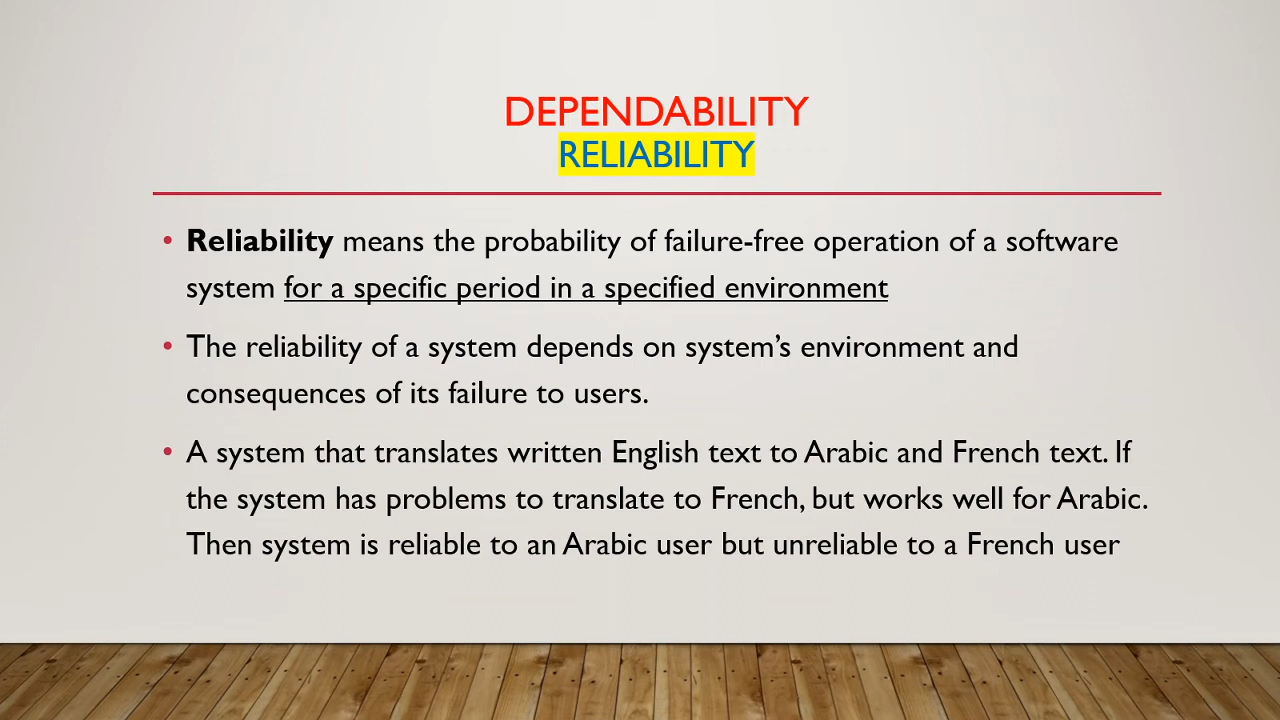 DEPENDABILITY
RELIABILITY
• Reliability means the probability of failure-free operation of a software
system for a specific period in a specified environment
• The reliability of a system depends on system’s environment and
consequences of its failure to users.
• A system that translates written English text to Arabic and French text. If
the system has problems to translate to French, but works well for Arabic.
Then system is reliable to an Arabic user but unreliable to a French user